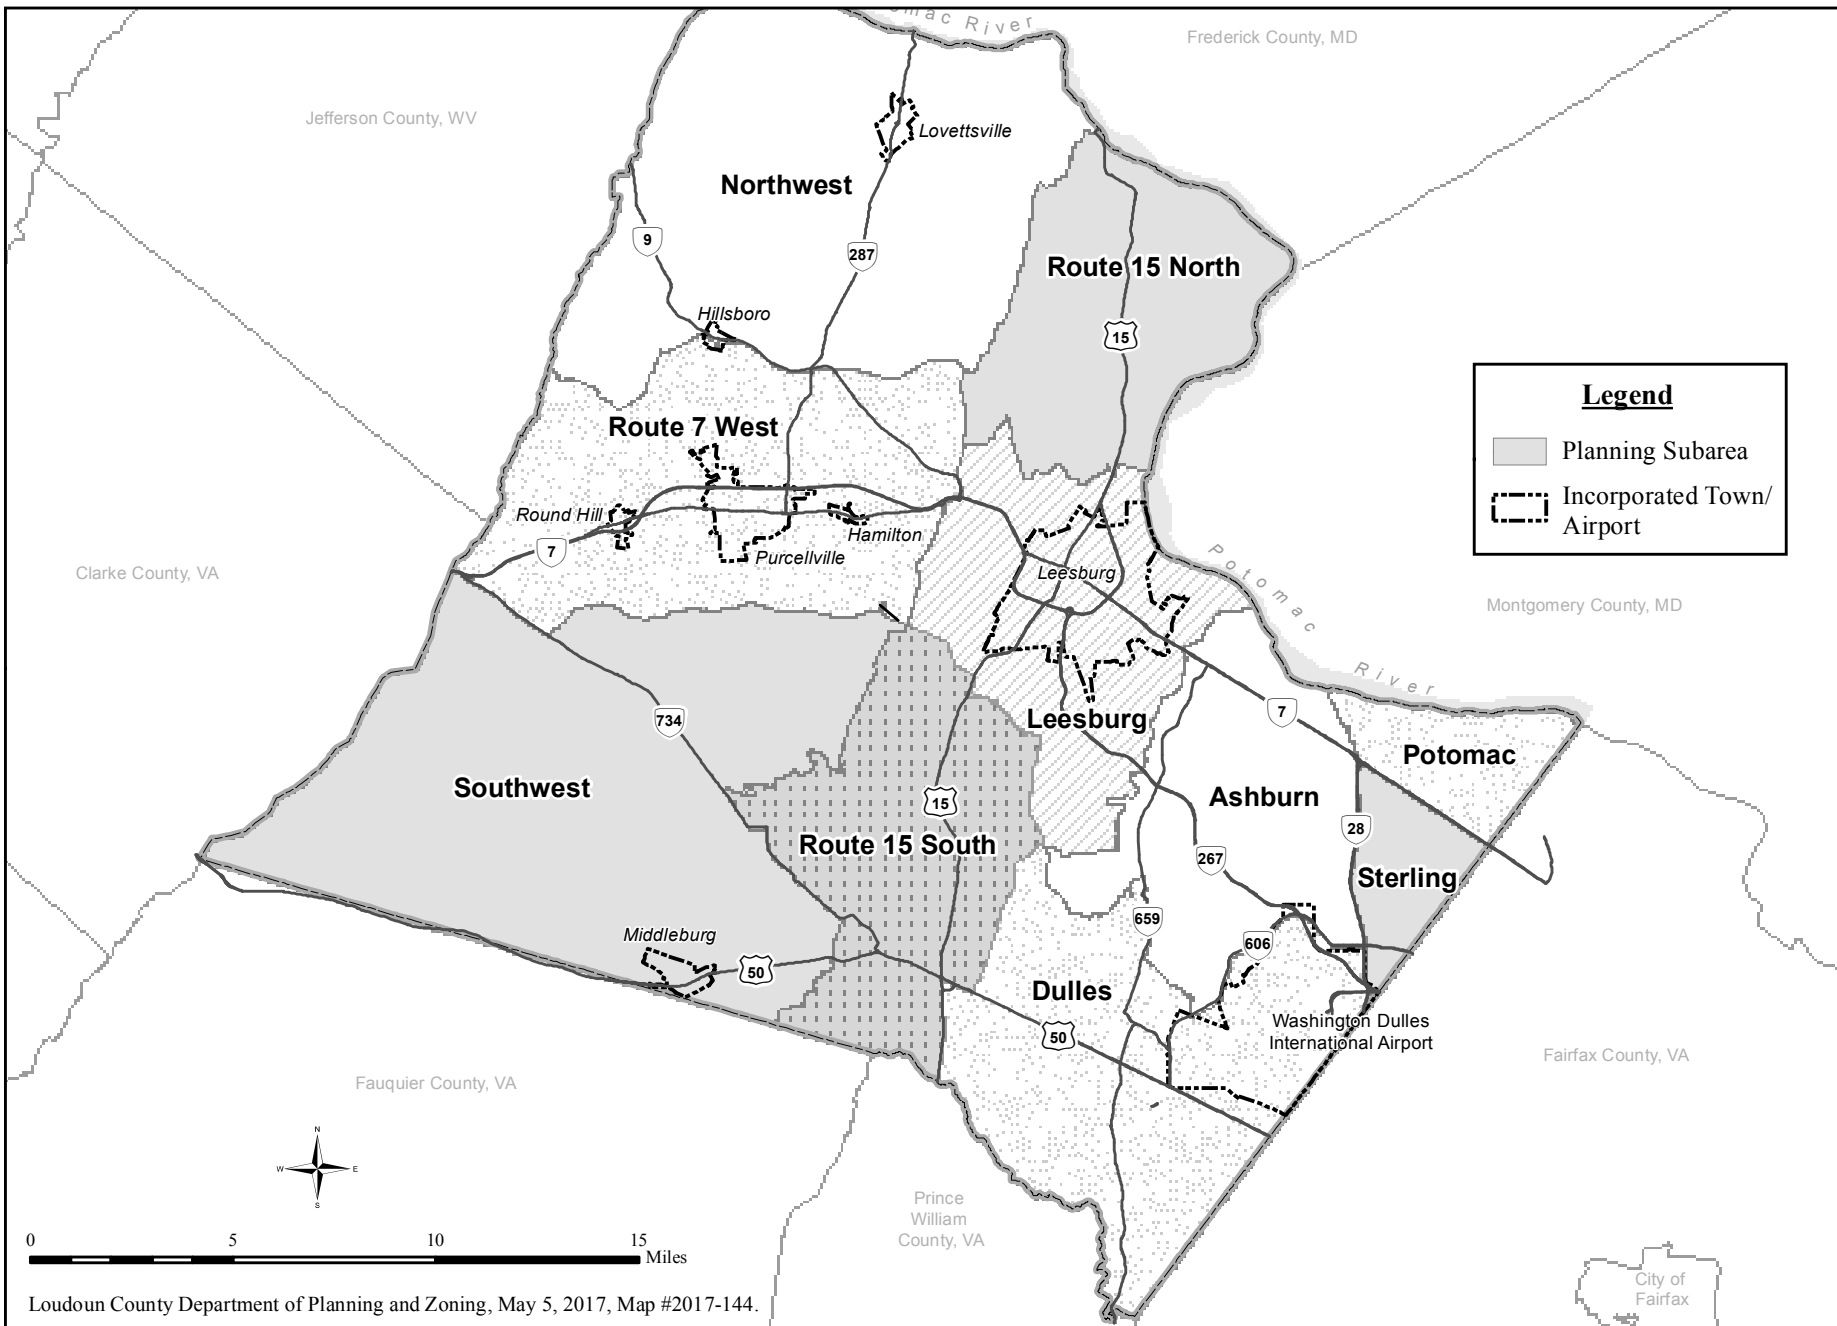 mac River
Frederick County, MD
Jefferson County, WV
Lovettsville
Northwest
9
287
Route 15 North
Hillsboro
15
Legend
Planning Subarea
Incorporated Town/
Airport
Route 7 West
Round Hill
Hamilton
7
Purcellville
Leesburg
Potomac
River
Clarke County, VA
Montgomery County, MD
734
Leesburg
7
Potomac
Southwest
15
Ashburn
28
Route 15 South
267
Sterling
659
Middleburg
50
606
Dulles
50
Washington Dulles
International Airport
Fauquier County, VA
Fairfax County, VA
N
W
E
S
Prince
William
County, VA
0
5
10
15
Miles
City of
Fairfax
Loudoun County Department of Planning and Zoning, May 5, 2017, Map #2017-144.